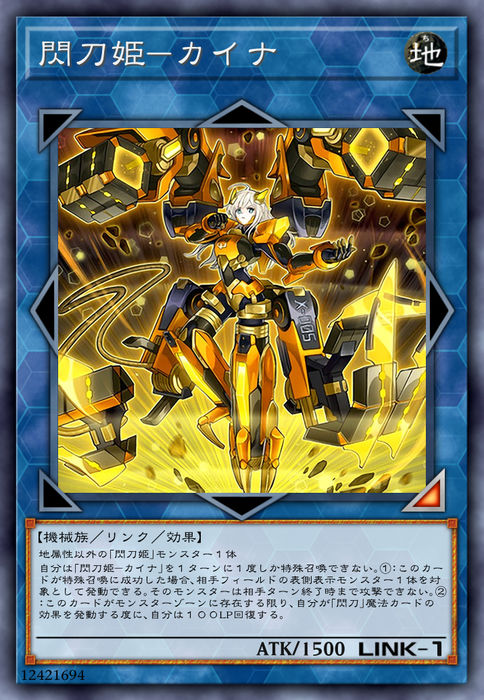 閃刀姫－カイナ
ち
地
X-005
【機械族／リンク／効果】
地属性以外の「閃刀姫」モンスター１体
自分は「閃刀姫－カイナ」を１ターンに１度しか特殊召喚できない。①：このカー
ドが特殊召喚に成功した場合、相手フィールドの表側表示モンスター１体を対
象として発動できる。そのモンスターは相手ターン終了時まで攻撃できない。②
：このカードがモンスターゾーンに存在する限り、自分が「閃刀」魔法カードの
効果を発動する度に、自分は１００LP回復する。
ATK/1500 LINK-1
12421694